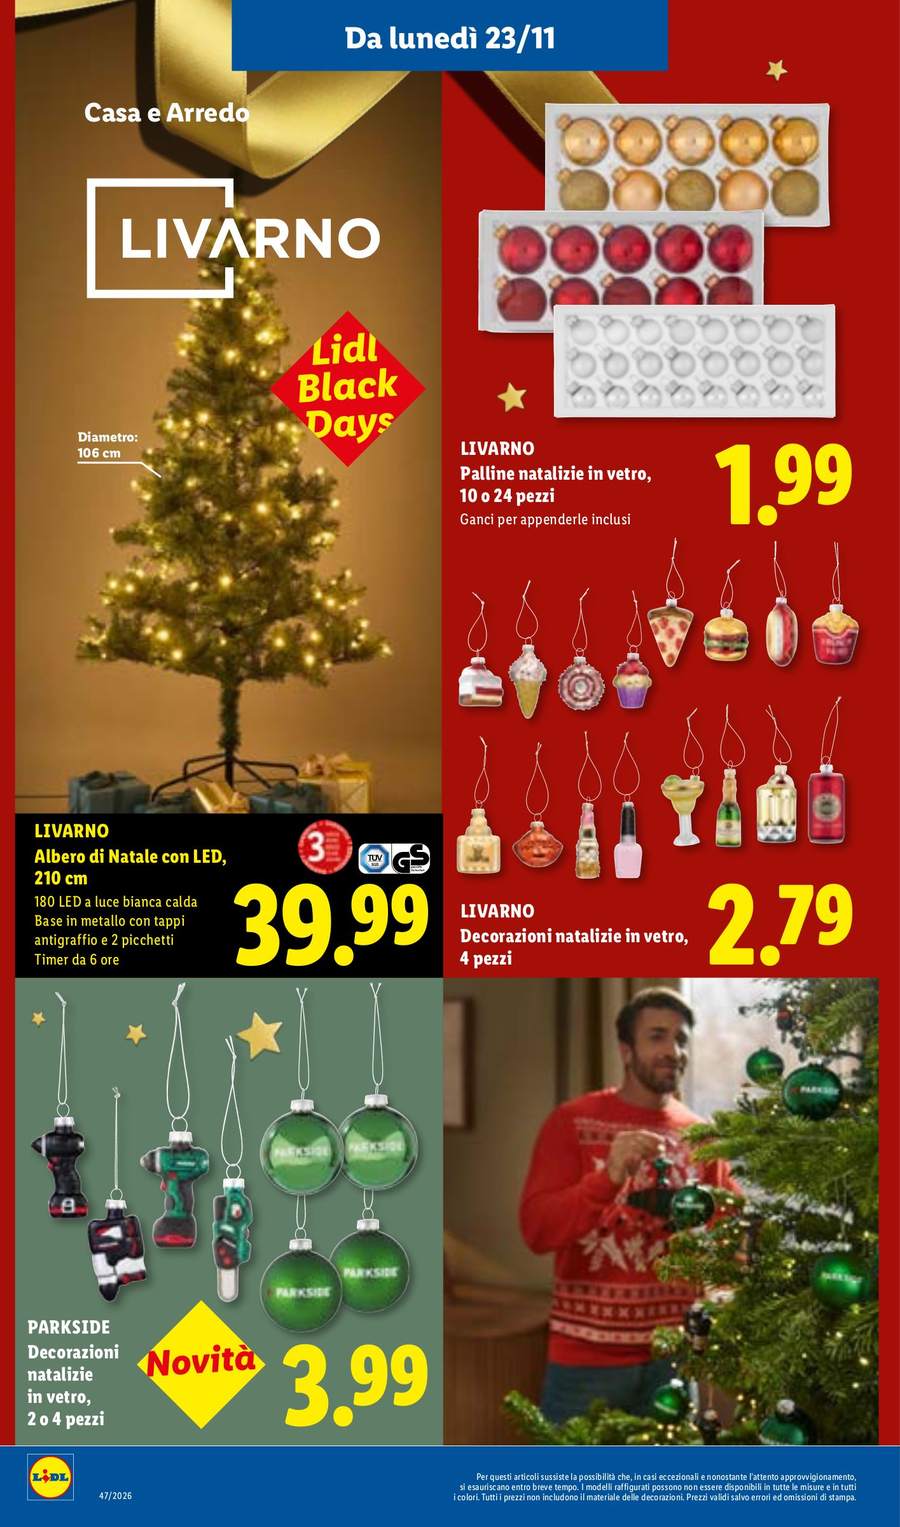 Da lunedì 23/11
Casa e Arredo
LIVARNO
Lidl
Black
Days
Diametro:
106 cm
LIVARNO
Palline natalizie in vetro,
10 o 24 pezzi
Ganci per appenderle inclusi
1.99
LIVARNO
Albero di Natale con LED,
210 cm
180 LED a luce bianca calda
Base in metallo con tappi
antigraffio e 2 picchetti
Timer da 6 ore
3
TÜV
SÜD
GS
39.99
LIVARNO
Decorazioni natalizie in vetro,
4 pezzi
2.79
PARKSIDE
PARKSIDE
PARKSIDE
PARKSIDE
PARKSIDE
PARKSIDE
PARKSIDE
Decorazioni
natalizie
in vetro,
2 o 4 pezzi
Novità
3.99
LIDL
47/2026
Per questi articoli sussiste la possibilità che, in casi eccezionali e nonostante l'attento approvvigionamento,
si esauriscano entro breve tempo. I modelli raffigurati possono non essere disponibili in tutte le misure e in tutti
i colori. Tutti i prezzi non includono il materiale delle decorazioni. Prezzi validi salvo errori ed omissioni di stampa.